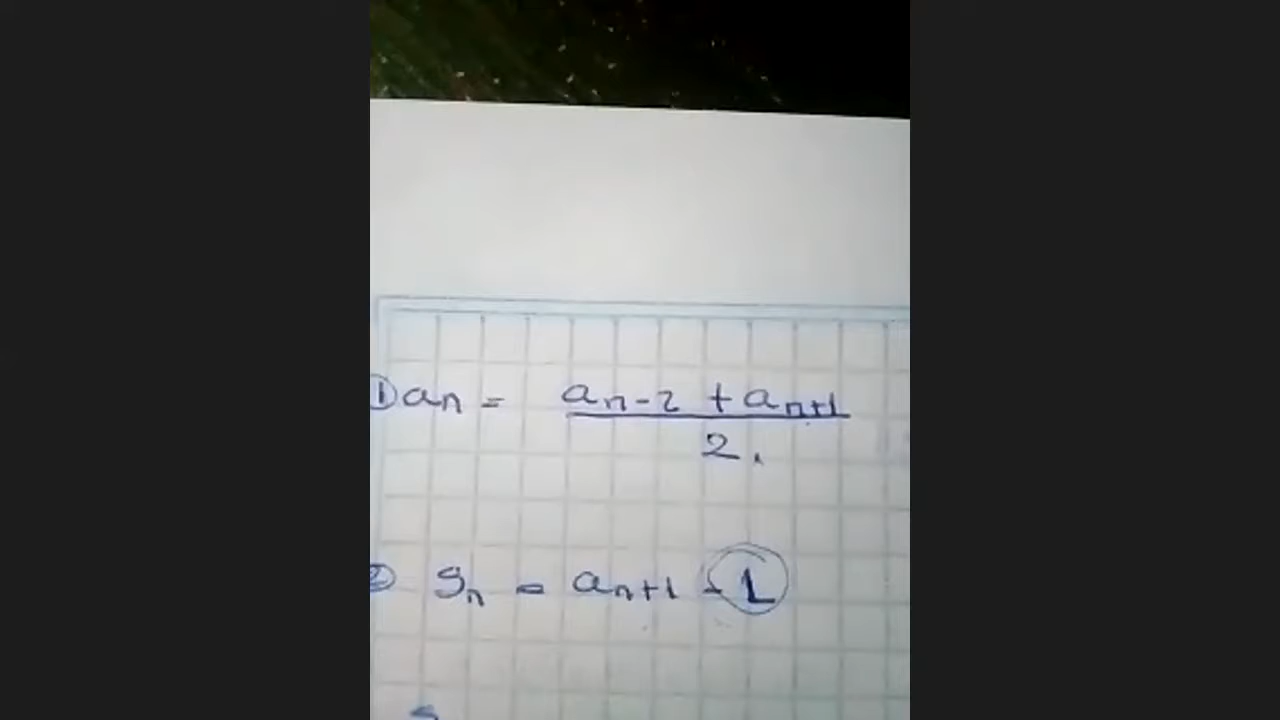 ① an = an-2 + an+1
2.
② Sn = an+1 - 1
S